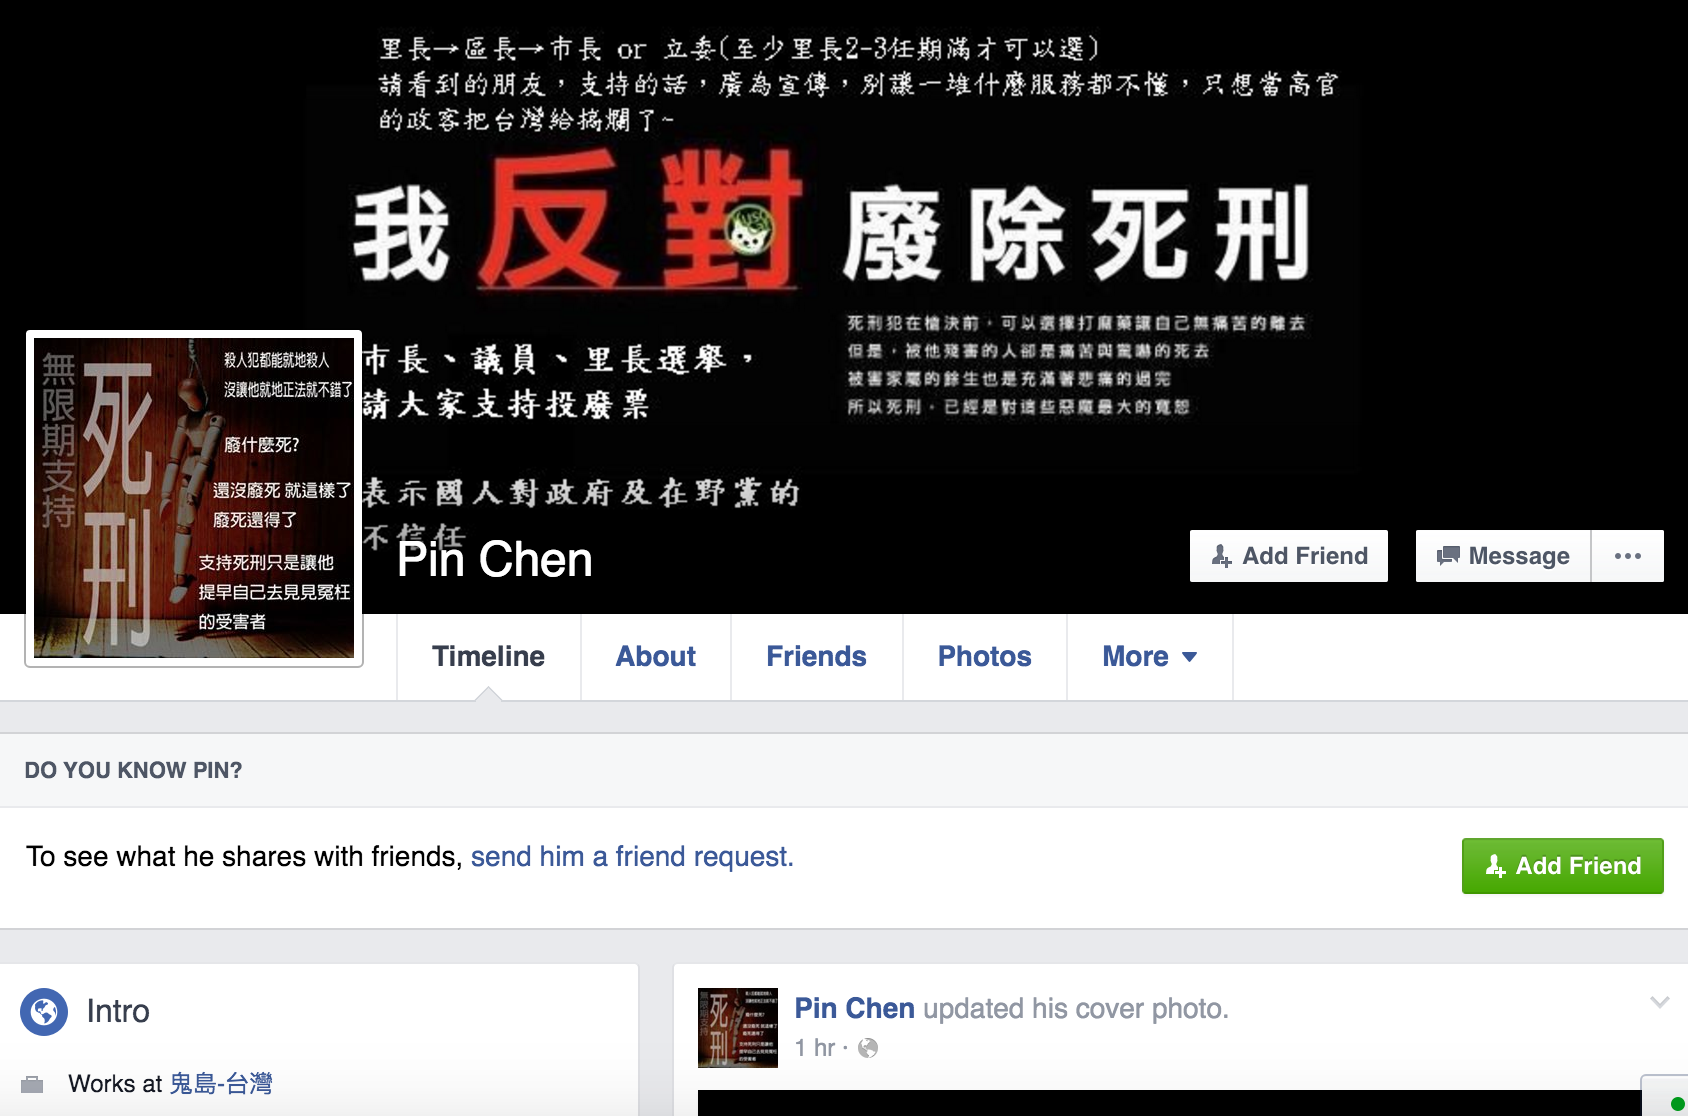 里長→區長→市長 or 立委(至少里長2-3任期滿才可以選)
請看到的朋友，支持的話，廣為宣傳，別讓一堆什麼服務都不懂，只想當高官
的政客把台灣給搞爛了~
我反對 廢除死刑
死刑犯在槍決前，可以選擇打麻藥讓自己無痛苦的離去
但是，被他殘害的人卻是痛苦與驚嚇的死去
被害家屬的餘生也是充滿著悲痛的過完
所以死刑，已經是對這些惡魔最大的寬恕
市長、議員、里長選舉，
請大家支持投廢票
表示國人對政府及在野黨的
不信任
無限期支持
死刑
殺人犯都能就地殺人
沒讓他就地正法就不錯了
廢什麼死?
還沒廢死 就這樣了
廢死還得了
支持死刑只是讓他
提早自己去見見冤枉
的受害者
Pin Chen
Add Friend
Message
Timeline
About
Friends
Photos
More
DO YOU KNOW PIN?
To see what he shares with friends, send him a friend request.
Add Friend
Intro
Works at 鬼島-台灣
Pin Chen updated his cover photo.
1 hr ·